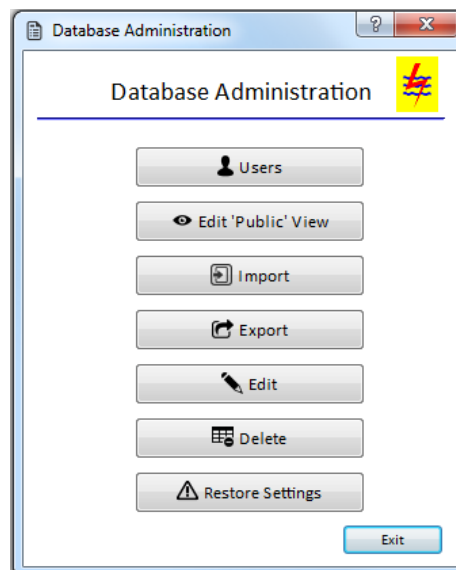 Database Administration
Database Administration
Users
Edit 'Public' View
Import
Export
Edit
Delete
Restore Settings
Exit